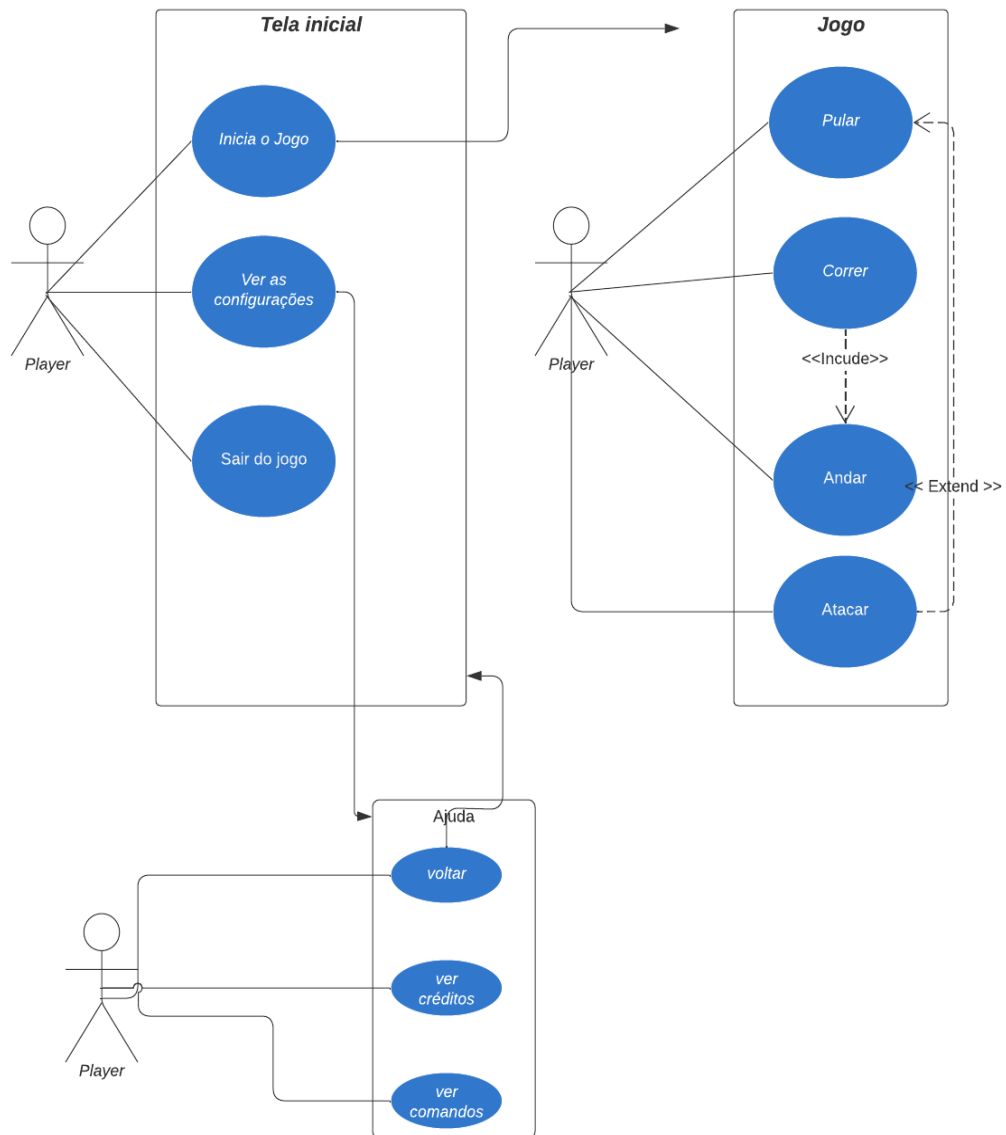 Tela inicial
Inicia o Jogo
Ver as
configurações
Sair do jogo
Player
Jogo
Pular
Correr
<<Incude>>
Andar
<< Extend >>
Atacar
Player
Ajuda
voltar
ver
créditos
ver
comandos
Player